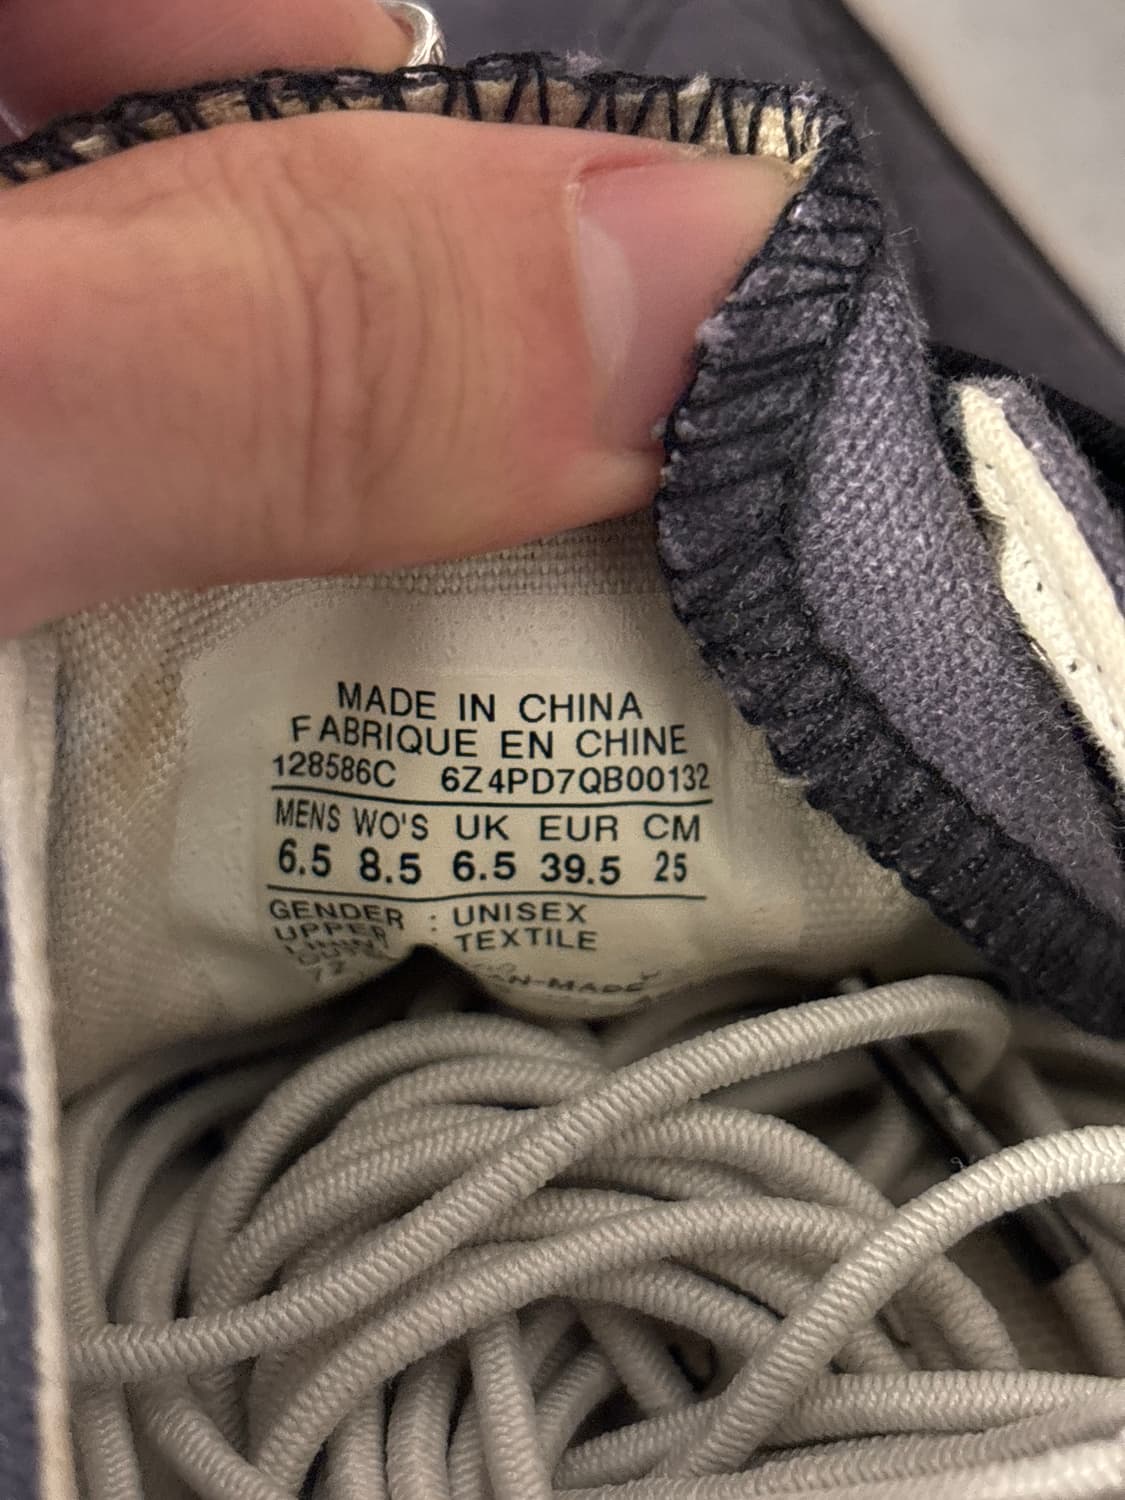 MADE IN CHINA
FABRIQUE EN CHINE
128586C 6Z4PD7QB00132
MENS WO'S UK EUR CM
6.5 8.5 6.5 39.5 25
GENDER : UNISEX
UPPER TEXTILE